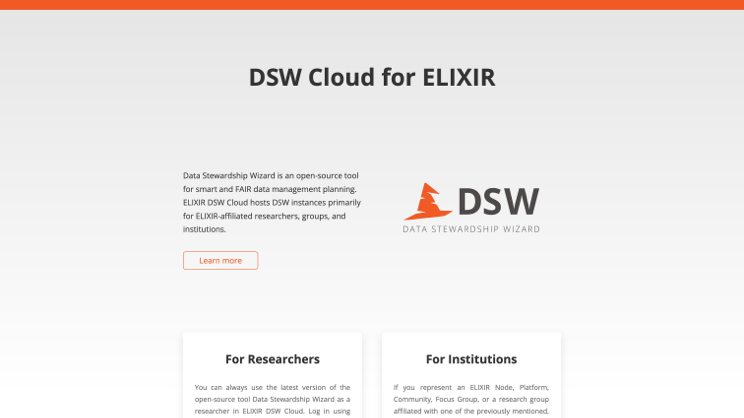 DSW Cloud for ELIXIR
Data Stewardship Wizard is an open-source tool
for smart and FAIR data management planning.
ELIXIR DSW Cloud hosts DSW instances primarily
for ELIXIR-affiliated researchers, groups, and
institutions.
Learn more
DSW
DATA STEWARDSHIP WIZARD
For Researchers
You can always use the latest version of the
open-source tool Data Stewardship Wizard as a
researcher in ELIXIR DSW Cloud. Log in using
For Institutions
If you represent an ELIXIR Node, Platform,
Community, Focus Group, or a research group
affiliated with one of the previously mentioned,